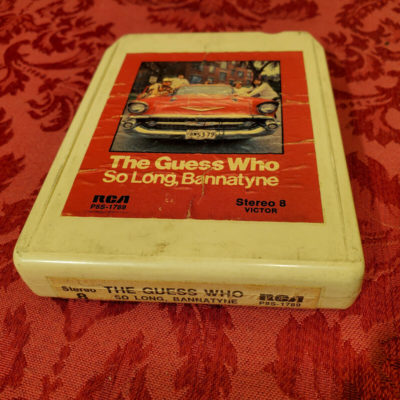 The Guess Who
So Long, Bannatyne
RCA
P8S-1789
Stereo 8
VICTOR
Stereo
8
THE GUESS WHO
SO LONG, BANNATYNE
RCA
P8S-1789